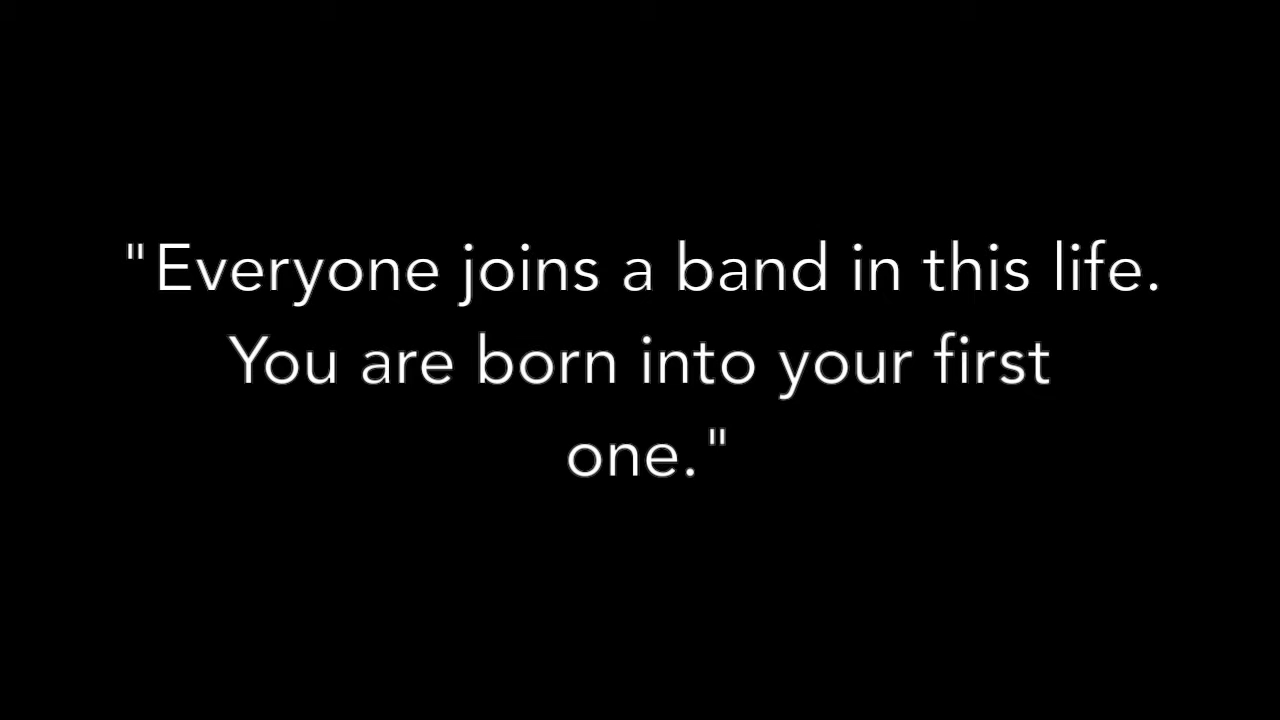 "Everyone joins a band in this life.
You are born into your first
one."